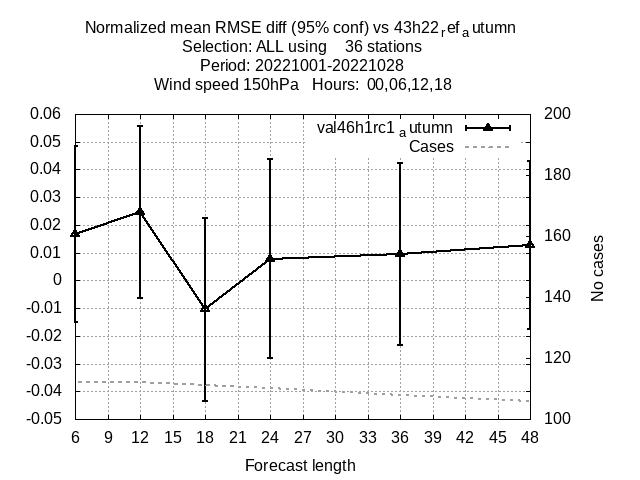 Normalized mean RMSE diff (95% conf) vs 43h22refautumn
Selection: ALL using 36 stations
Period: 20221001-20221028
Wind speed 150hPa Hours: 00,06,12,18
val46h1rc1autumn
Cases
0.06
0.05
0.04
0.03
0.02
0.01
0
-0.01
-0.02
-0.03
-0.04
-0.05
200
180
160
140
120
100
No cases
6 9 12 15 18 21 24 27 30 33 36 39 42 45 48
Forecast length